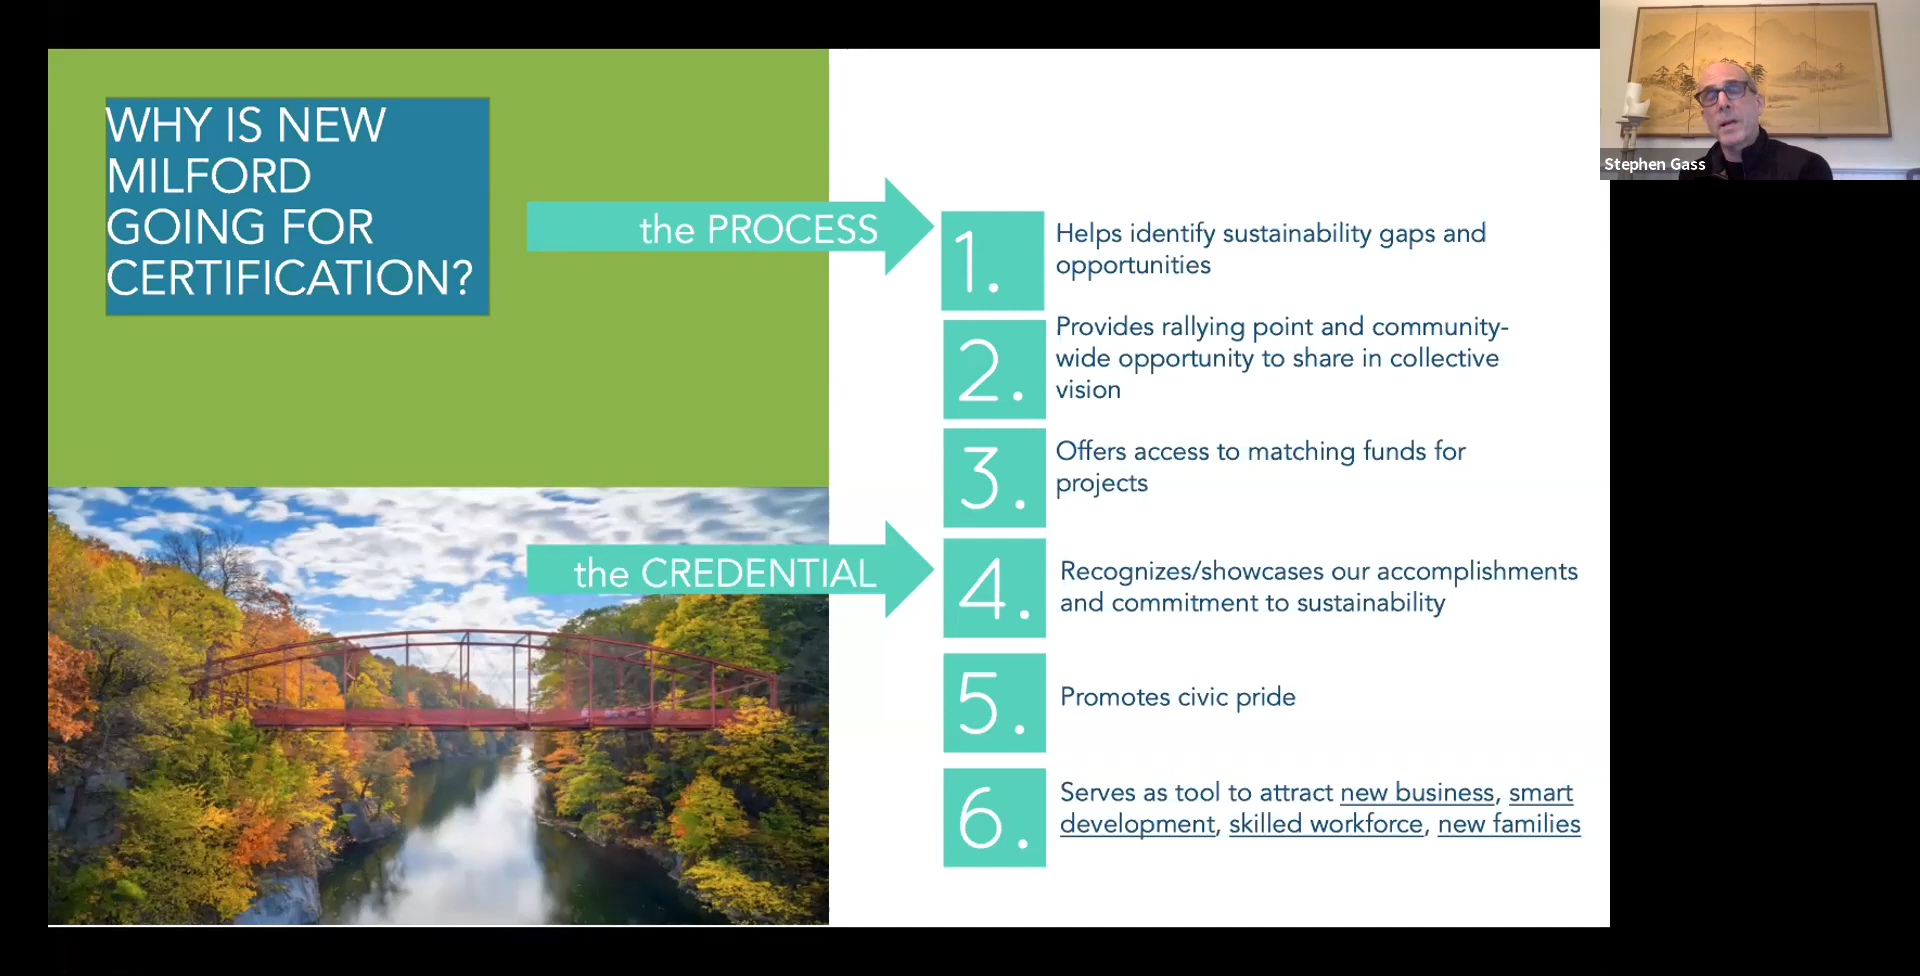 WHY IS NEW
MILFORD
GOING FOR
CERTIFICATION?
the PROCESS
1.
Helps identify sustainability gaps and
opportunities
2.
Provides rallying point and community-
wide opportunity to share in collective
vision
3.
Offers access to matching funds for
projects
the CREDENTIAL
4.
Recognizes/showcases our accomplishments
and commitment to sustainability
5.
Promotes civic pride
6.
Serves as tool to attract new business, smart
development, skilled workforce, new families
Stephen Gass